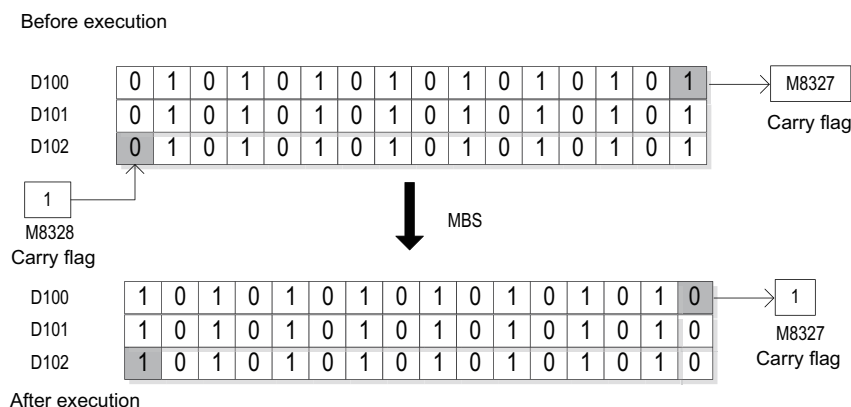 Before execution
D100 0 1 0 1 0 1 0 1 0 1 0 1 0 1 0 1 M8327
D101 0 1 0 1 0 1 0 1 0 1 0 1 0 1 0 1 Carry flag
D102 0 1 0 1 0 1 0 1 0 1 0 1 0 1 0 1
1
M8328
Carry flag
MBS
D100 1 0 1 0 1 0 1 0 1 0 1 0 1 0 1 0 1
D101 1 0 1 0 1 0 1 0 1 0 1 0 1 0 1 0 M8327
D102 1 0 1 0 1 0 1 0 1 0 1 0 1 0 1 0 Carry flag
After execution